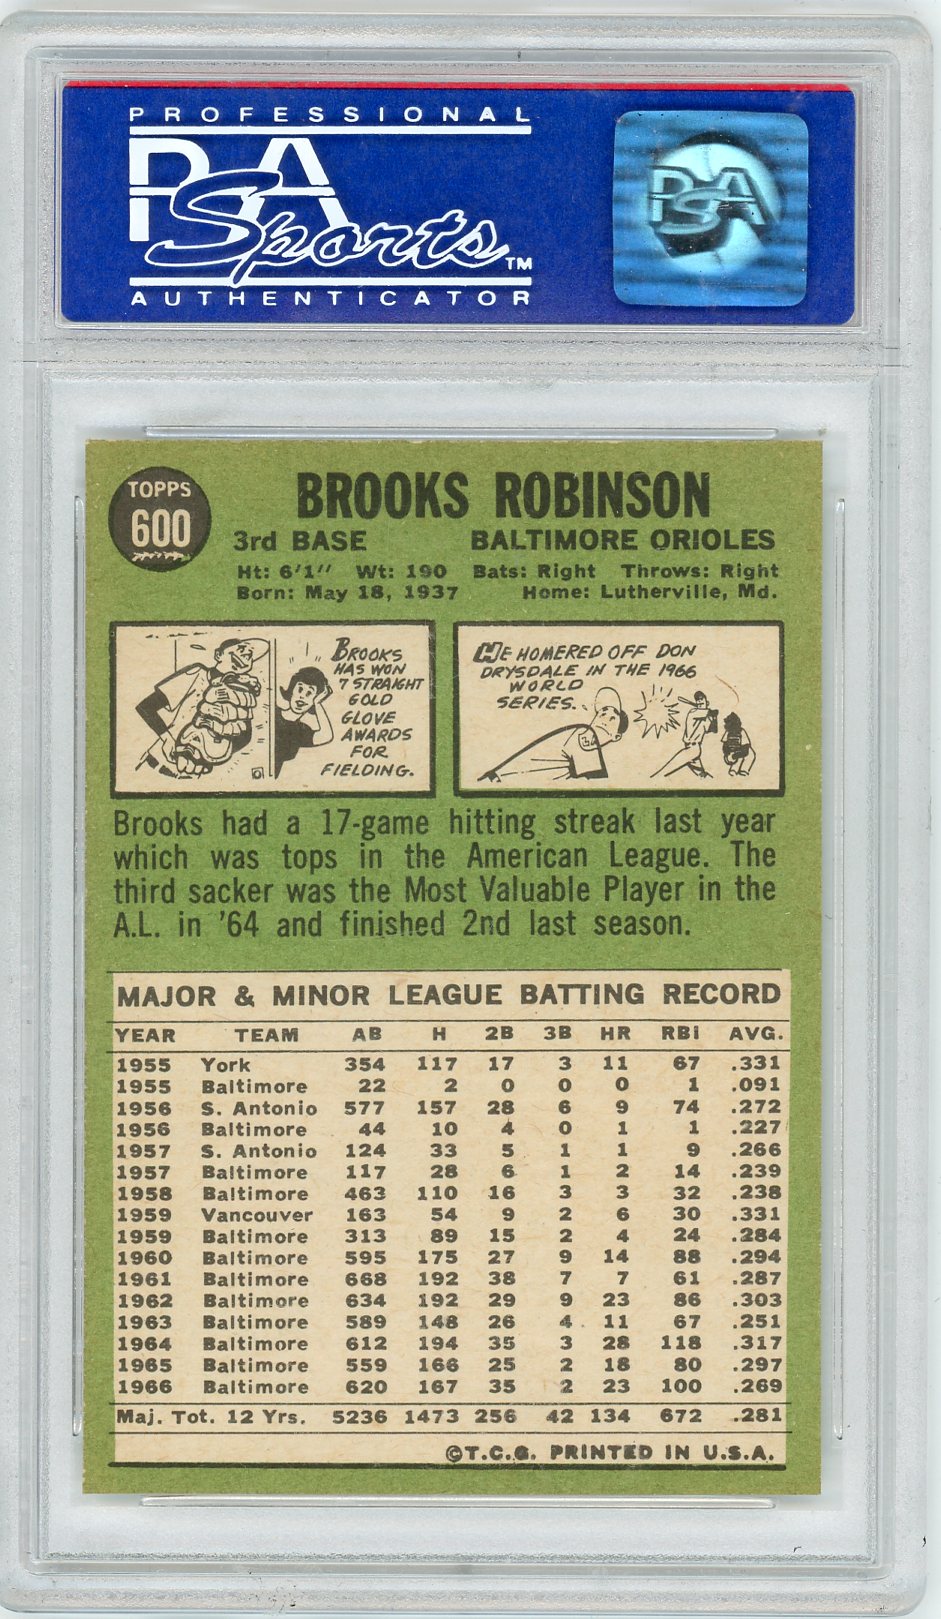 PROFESSIONAL
PSA
Sports™
AUTHENTICATOR
PSA
TOPPS
600
BROOKS ROBINSON
3rd BASE BALTIMORE ORIOLES
Ht: 6'1" Wt: 190 Bats: Right Throws: Right
Born: May 18, 1937 Home: Lutherville, Md.
BROOKS
HAS WON
7 STRAIGHT
GOLD
GLOVE
AWARDS
FOR
FIELDING.
HE HOMERED OFF DON
DRYSDALE IN THE 1966
WORLD
SERIES.
Brooks had a 17-game hitting streak last year
which was tops in the American League. The
third sacker was the Most Valuable Player in the
A.L. in '64 and finished 2nd last season.
MAJOR & MINOR LEAGUE BATTING RECORD
YEAR TEAM AB H 2B 3B HR RBi AVG.
1955 York 354 117 17 3 11 67 .331
1955 Baltimore 22 2 0 0 0 1 .091
1956 S. Antonio 577 157 28 6 9 74 .272
1956 Baltimore 44 10 4 0 1 1 .227
1957 S. Antonio 124 33 5 1 1 9 .266
1957 Baltimore 117 28 6 1 2 14 .239
1958 Baltimore 463 110 16 3 3 32 .238
1959 Vancouver 163 54 9 2 6 30 .331
1959 Baltimore 313 89 15 2 4 24 .284
1960 Baltimore 595 175 27 9 14 88 .294
1961 Baltimore 668 192 38 7 7 61 .287
1962 Baltimore 634 192 29 9 23 86 .303
1963 Baltimore 589 148 26 4 11 67 .251
1964 Baltimore 612 194 35 3 28 118 .317
1965 Baltimore 559 166 25 2 18 80 .297
1966 Baltimore 620 167 35 2 23 100 .269
Maj. Tot. 12 Yrs. 5236 1473 256 42 134 672 .281
©T.C.G. PRINTED IN U.S.A.